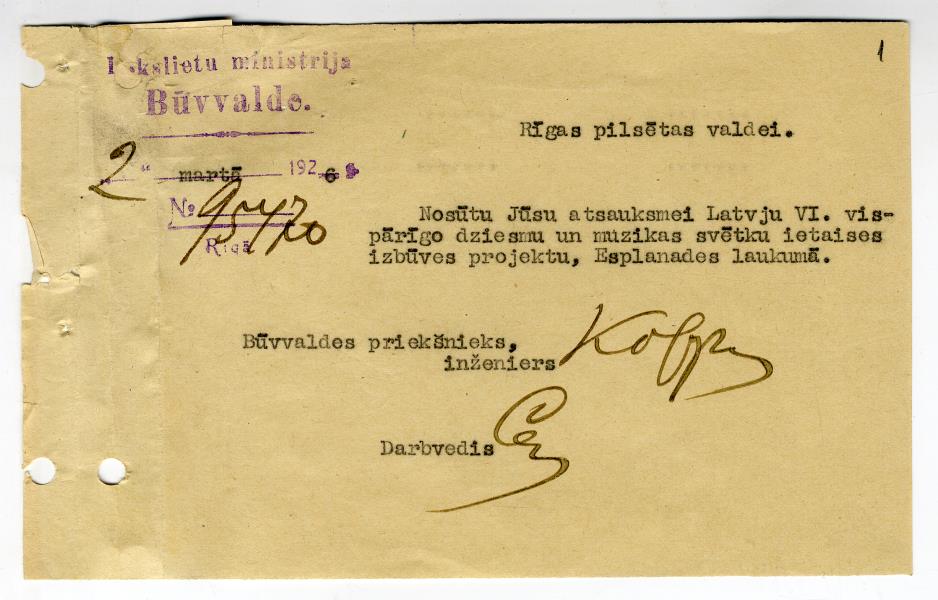 1
Iekšlietu ministrija
Būvvalde.
Rīgas pilsētas valdei.
2 " martā 1926
№
Rīgā
Nosūtu Jūsu atsauksmei Latvju VI. vis-
pārīgo dziesmu un muzikas svētku ietaises
izbūves projektu, Esplanades laukumā.
Būvvaldes priekšnieks,
inženiers
Darbvedis